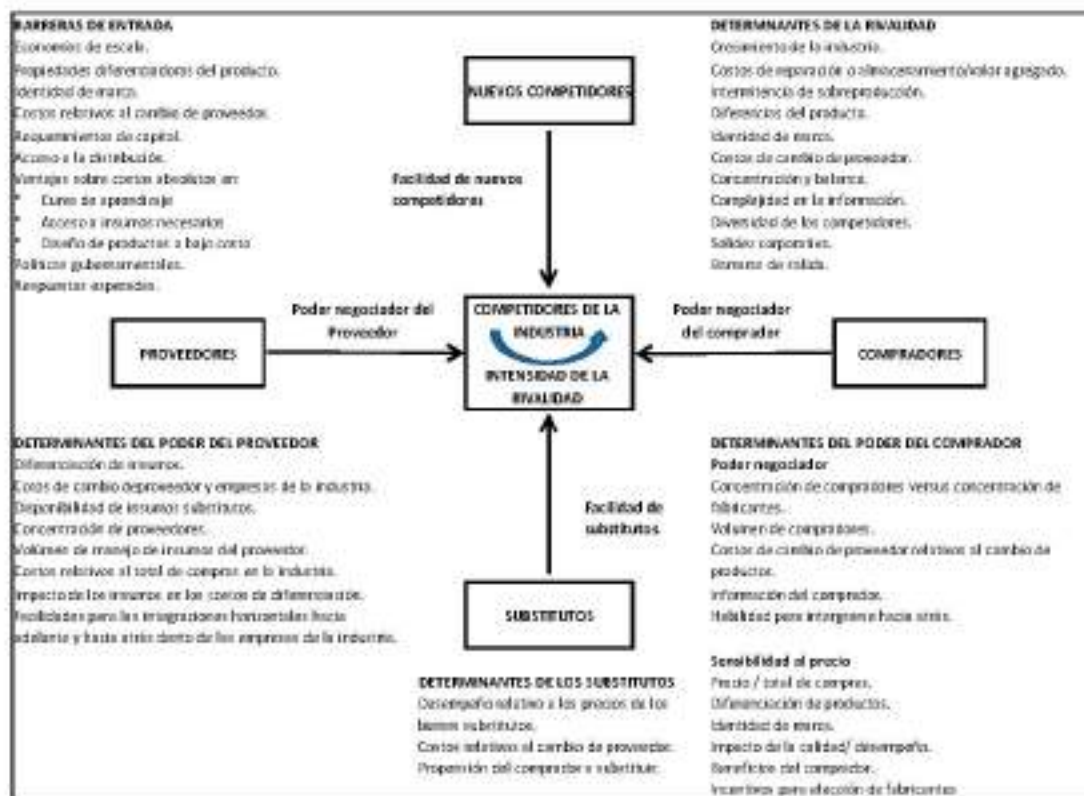 BARRERAS DE ENTRADA
Economías de escala.
Propiedades diferenciadoras del producto.
Identidad de marca.
Costos relativos al cambio de proveedor.
Requerimientos de capital.
Acceso a la distribución.
Ventajas sobre costos absolutos en:
* Curva de aprendizaje
* Acceso a insumos necesarios
* Diseño de productos a bajo costo
Políticas gubernamentales.
Respuestas esperadas.
NUEVOS COMPETIDORES
Facilidad de nuevos
competidores
DETERMINANTES DE LA RIVALIDAD
Crecimiento de la industria.
Costos de reparación o almacenamiento/valor agregado.
Intermitencia de sobreproducción.
Diferencias del producto.
Identidad de marca.
Costos de cambio de proveedor.
Concentración y balance.
Complejidad en la información.
Diversidad de los competidores.
Solides corporativa.
Barreras de salida.
PROVEEDORES
Poder negociador del
Proveedor
COMPETIDORES DE LA
INDUSTRIA
INTENSIDAD DE LA
RIVALIDAD
Poder negociador
del comprador
COMPRADORES
DETERMINANTES DEL PODER DEL PROVEEDOR
Diferenciación de insumos.
Cotos de cambio deproveedor y empresas de la industria.
Disponibilidad de insumos substitutos.
Concentración de proveedores.
Volúmen de manejo de insumos del proveedor.
Costos relativos al total de compras en la industria.
Impacto de los insumos en los costos de diferenciación.
Facilidades para las integraciones horizontales hacia
adelante y hacia atrás dento de las empresas de la industria.
Facilidad de
substitutos
SUBSTITUTOS
DETERMINANTES DE LOS SUBSTITUTOS
Desempeño relativo a los precios de los
bienes substitutos.
Costos relativos al cambio de proveedor.
Propensión del comprador a substituir.
DETERMINANTES DEL PODER DEL COMPRADOR
Poder negociador
Concentración de compradores versus concentración de
fabricantes.
Volumen de compradores.
Costos de cambio de proveedor relativos al cambio de
productos.
Información del comprador.
Habilidad para intergrarse hacia atrás.
Sensibilidad al precio
Precio / total de compras.
Diferenciación de productos.
Identidad de marca.
Impacto de la calidad/ desempeño.
Beneficios del comprador.
Incentivos para elección de fabricantes